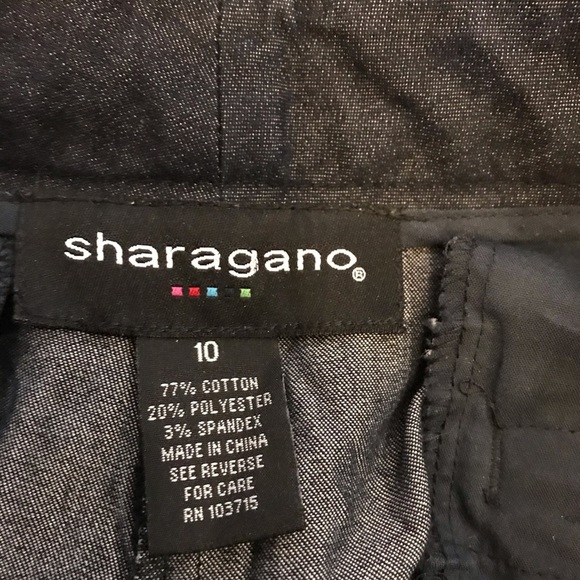 sharagano®
10
77% COTTON
20% POLYESTER
3% SPANDEX
MADE IN CHINA
SEE REVERSE
FOR CARE
RN 103715